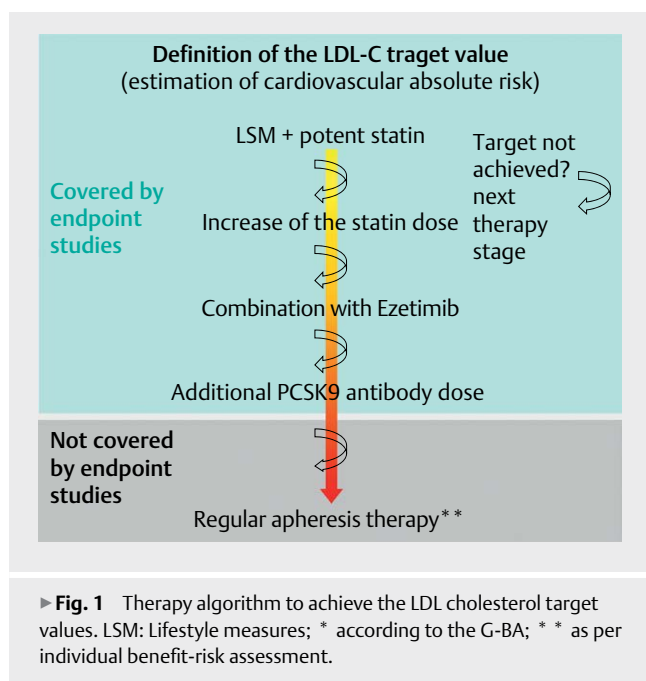 Definition of the LDL-C traget value
(estimation of cardiovascular absolute risk)
LSM + potent statin
Target not
achieved?
next
therapy
stage
Covered by
endpoint
studies
Increase of the statin dose
Combination with Ezetimib
Additional PCSK9 antibody dose
Not covered
by endpoint
studies
Regular apheresis therapy**
▶Fig. 1 Therapy algorithm to achieve the LDL cholesterol target
values. LSM: Lifestyle measures; * according to the G-BA; * * as per
individual benefit-risk assessment.